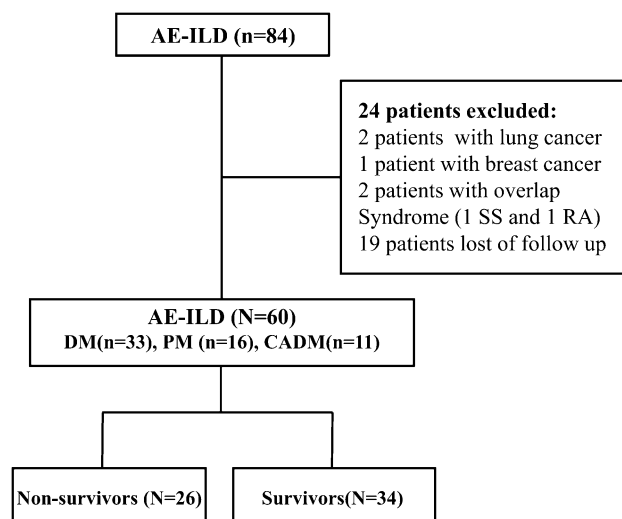 AE-ILD (n=84)
24 patients excluded:
2 patients with lung cancer
1 patient with breast cancer
2 patients with overlap
Syndrome (1 SS and 1 RA)
19 patients lost of follow up
AE-ILD (N=60)
DM(n=33), PM (n=16), CADM(n=11)
Non-survivors (N=26)
Survivors(N=34)